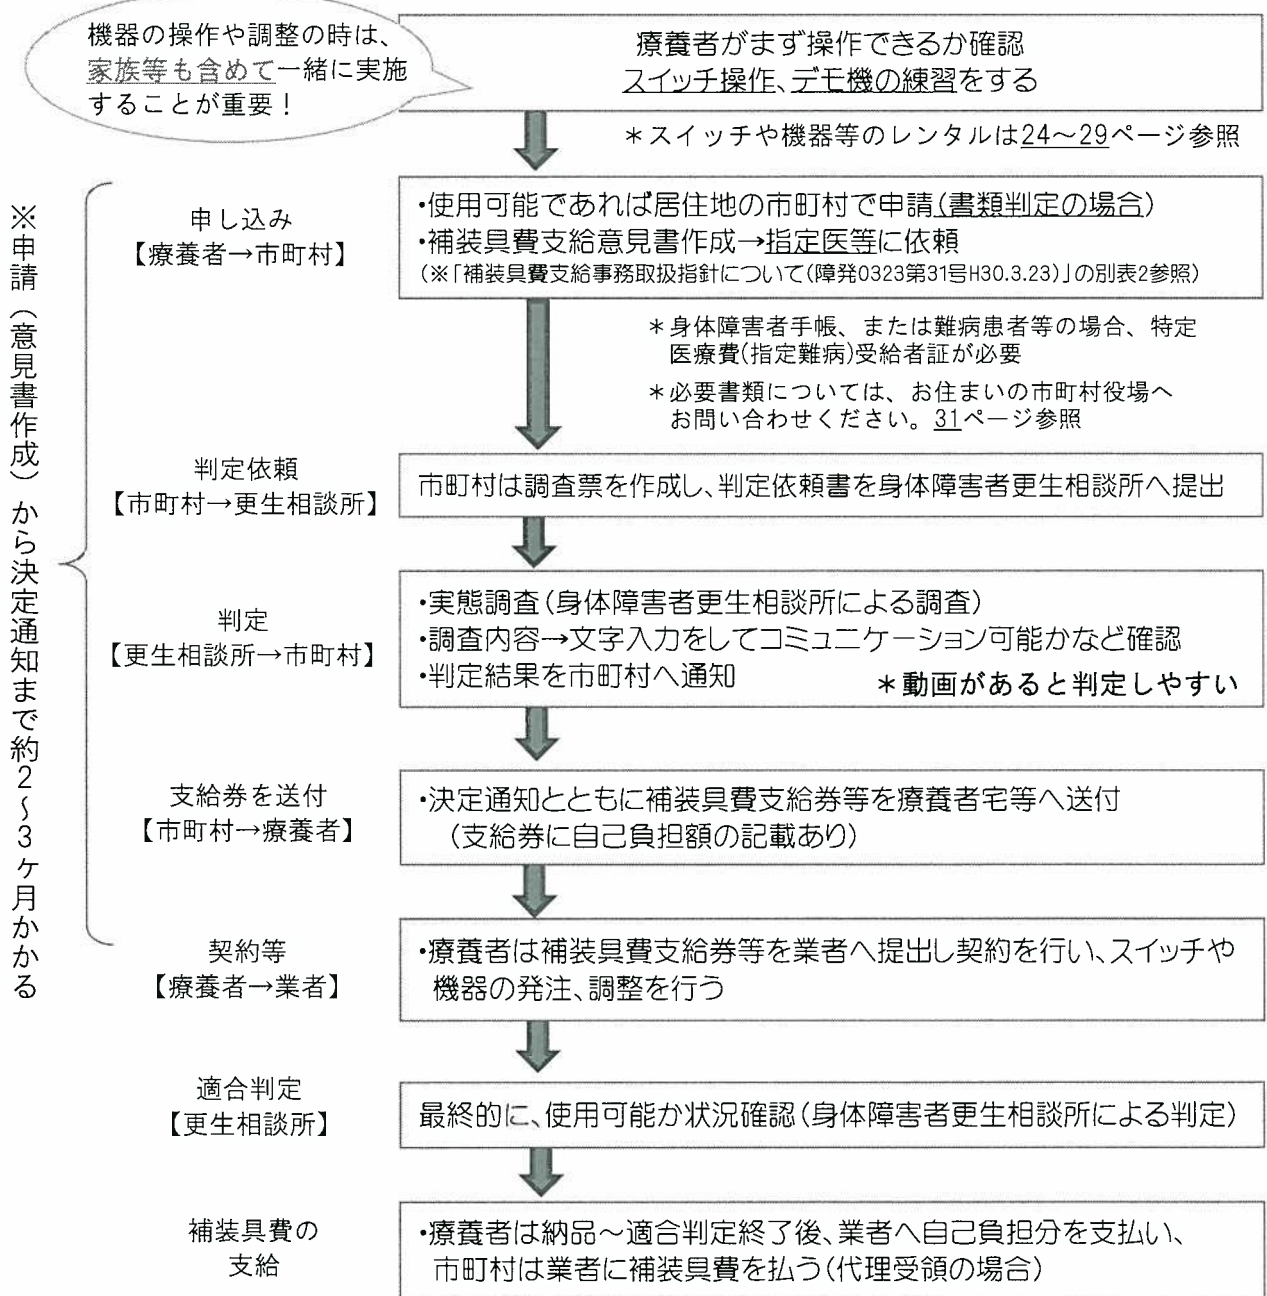 機器の操作や調整の時は、
家族等も含めて一緒に実施
することが重要！
療養者がまず操作できるか確認
スイッチ操作、デモ機の練習をする
＊スイッチや機器等のレンタルは24～29ページ参照
※申請（意見書作成）から決定通知まで約2～3ヶ月かかる
申し込み
【療養者→市町村】
・使用可能であれば居住地の市町村で申請(書類判定の場合)
・補装具費支給意見書作成→指定医等に依頼
(※「補装具費支給事務取扱指針について(障発0323第31号H30.3.23)」の別表2参照)
＊身体障害者手帳、または難病患者等の場合、特定
医療費(指定難病)受給者証が必要
＊必要書類については、お住まいの市町村役場へ
お問い合わせください。31ページ参照
判定依頼
【市町村→更生相談所】
市町村は調査票を作成し、判定依頼書を身体障害者更生相談所へ提出
判定
【更生相談所→市町村】
・実態調査(身体障害者更生相談所による調査)
・調査内容→文字入力をしてコミュニケーション可能かなど確認
・判定結果を市町村へ通知 ＊動画があると判定しやすい
支給券を送付
【市町村→療養者】
・決定通知とともに補装具費支給券等を療養者宅等へ送付
(支給券に自己負担額の記載あり)
契約等
【療養者→業者】
・療養者は補装具費支給券等を業者へ提出し契約を行い、スイッチや
機器の発注、調整を行う
適合判定
【更生相談所】
最終的に、使用可能か状況確認(身体障害者更生相談所による判定)
補装具費の
支給
・療養者は納品～適合判定終了後、業者へ自己負担分を支払い、
市町村は業者に補装具費を払う(代理受領の場合)